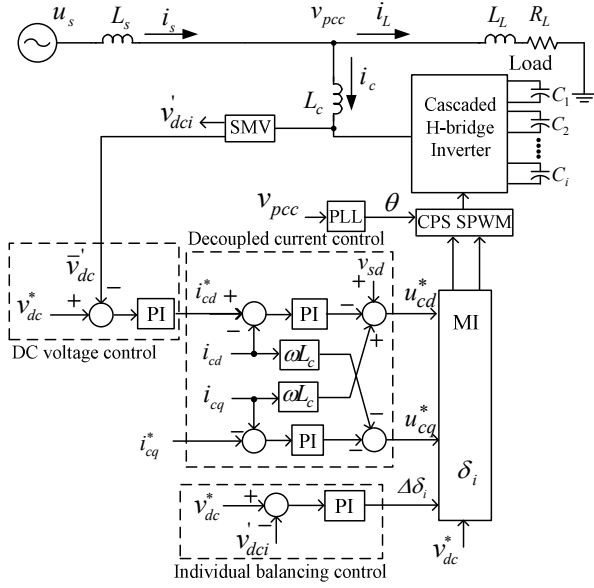 u_s L_s i_s v_pcc i_L L_L R_L
Load
i_c
L_c
v'_dci
SMV
Cascaded
H-bridge
Inverter
C_1
C_2
C_i
v_pcc PLL θ CPS SPWM
Decoupled current control
v̄'_dc
v*_dc + − PI
DC voltage control
i*_cd + − PI − + v_sd + u*_cd
MI
i_cd ωL_c
i_cq ωL_c
i*_cq − PI − − u*_cq
δ_i
v*_dc + − PI Δδ_i
v'_dci
v*_dc
Individual balancing control